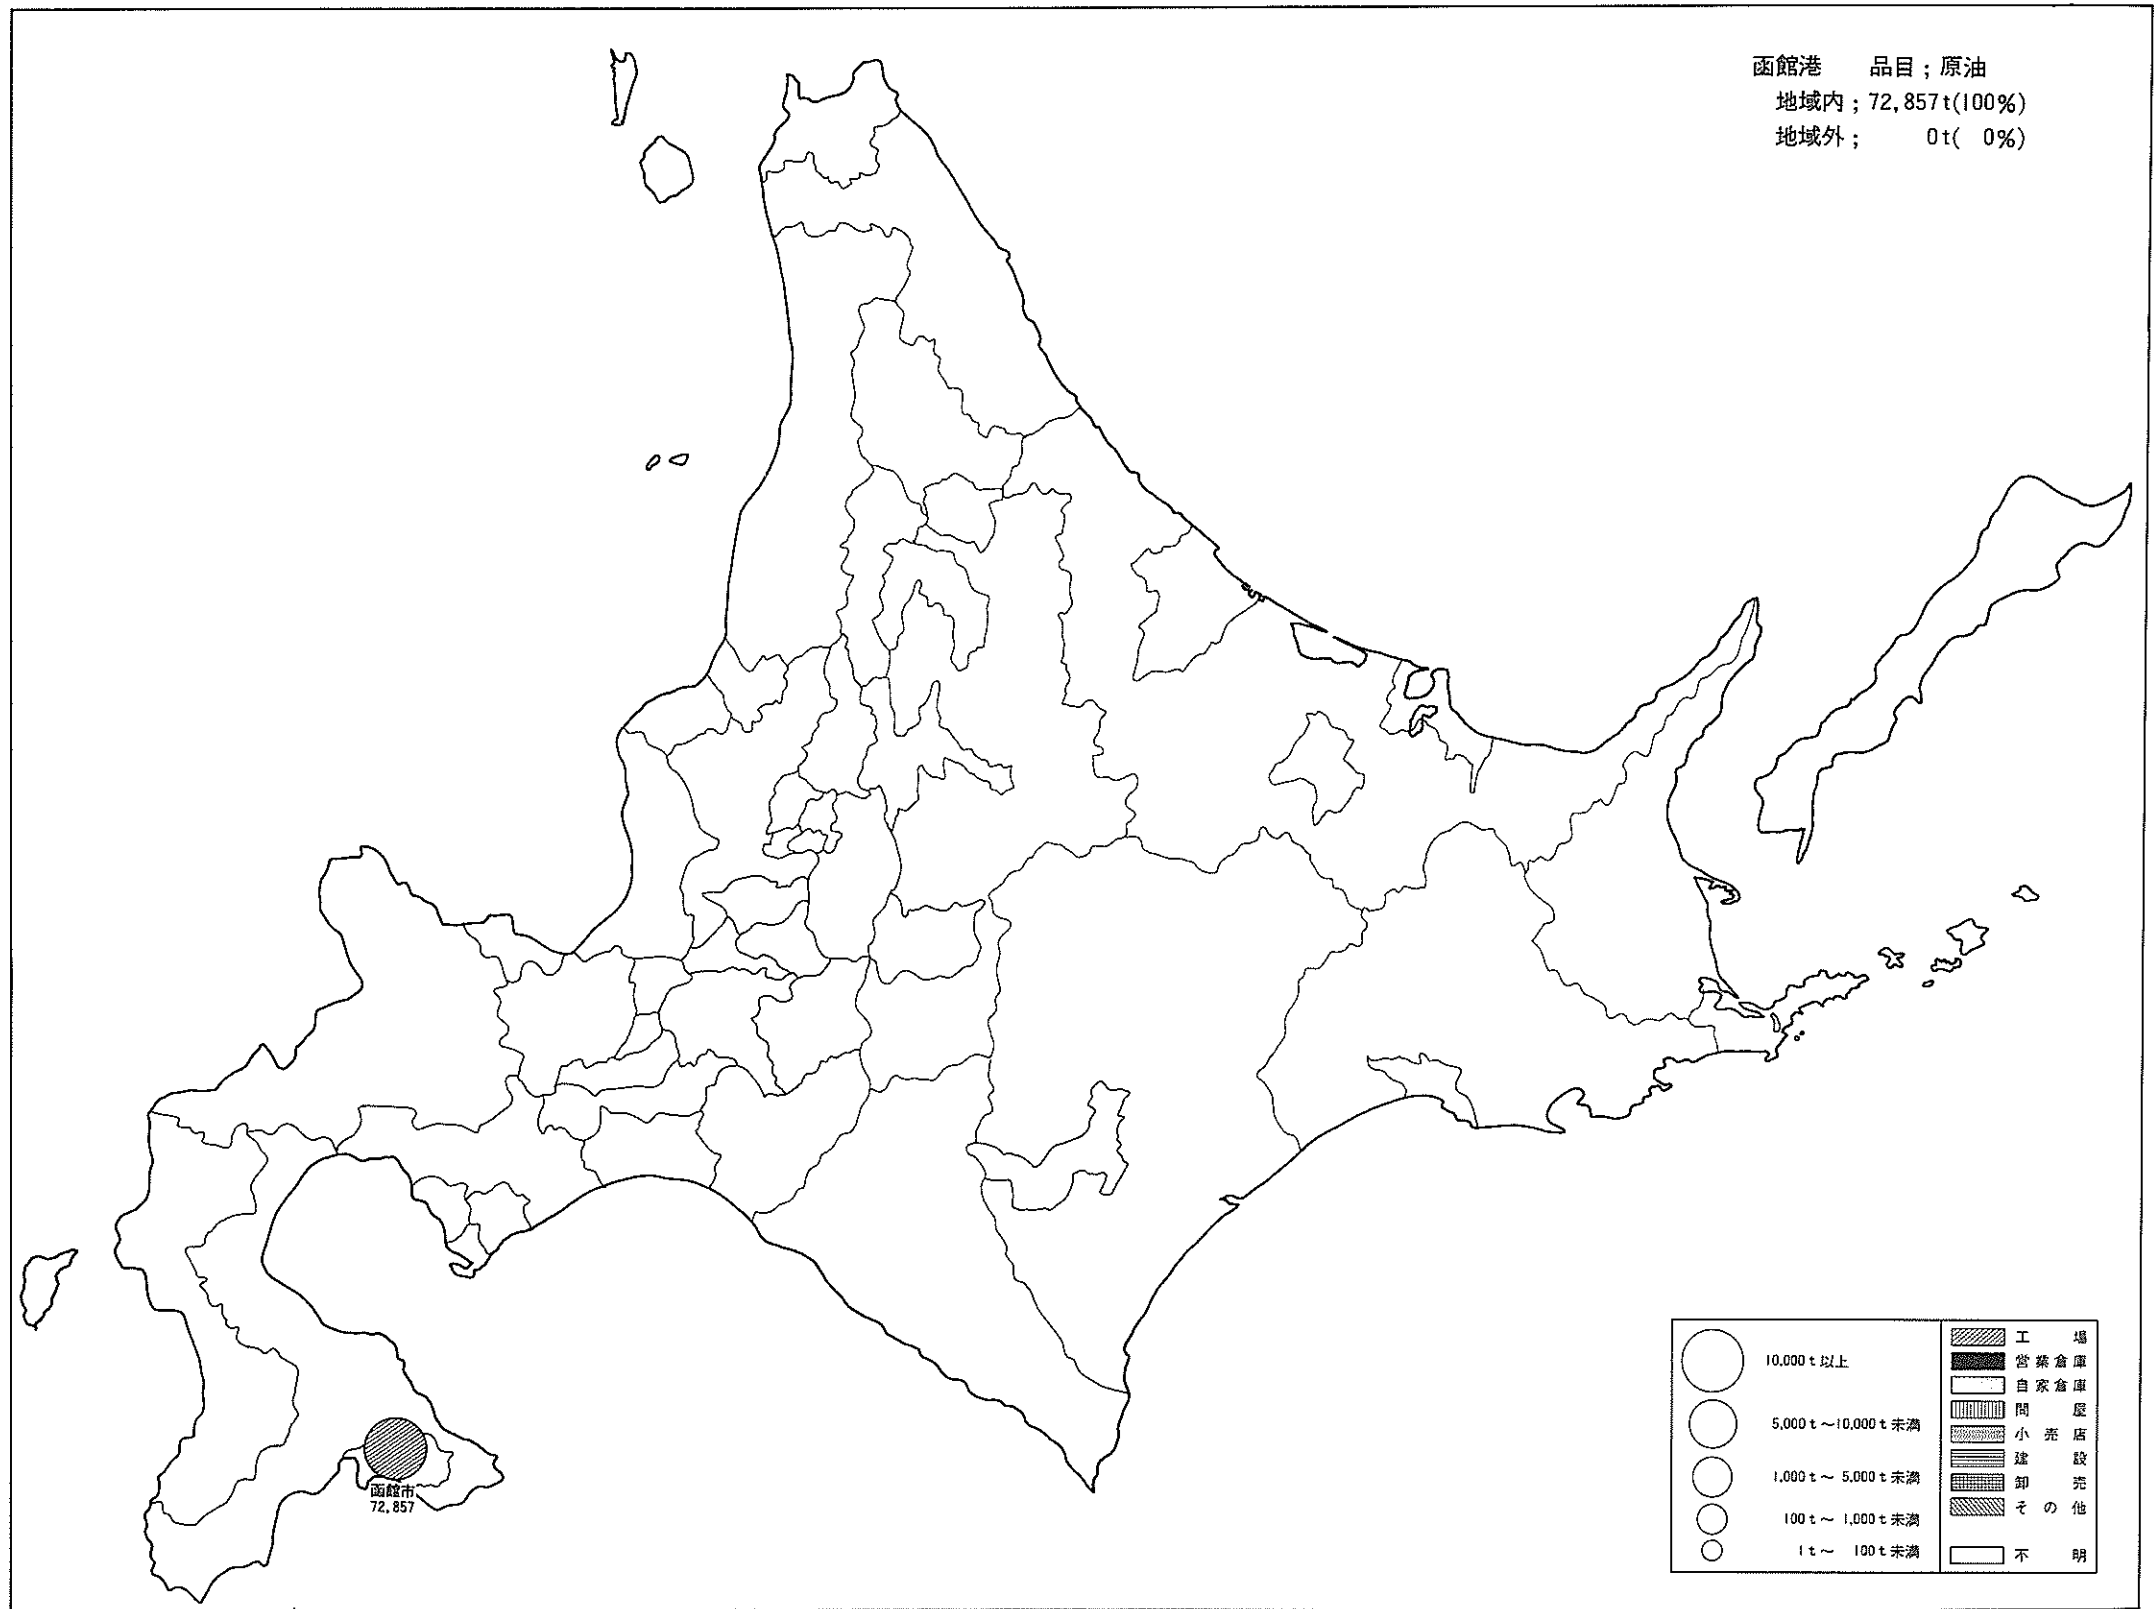 函館港 品目；原油
地域内；72,857t(100%)
地域外； 0t( 0%)
函館市
72,857
10,000t以上
5,000t～10,000t未満
1,000t～ 5,000t未満
100t～ 1,000t未満
1t～ 100t未満
工場
営業倉庫
自家倉庫
問屋
小売店
建設
卸売
その他
不明